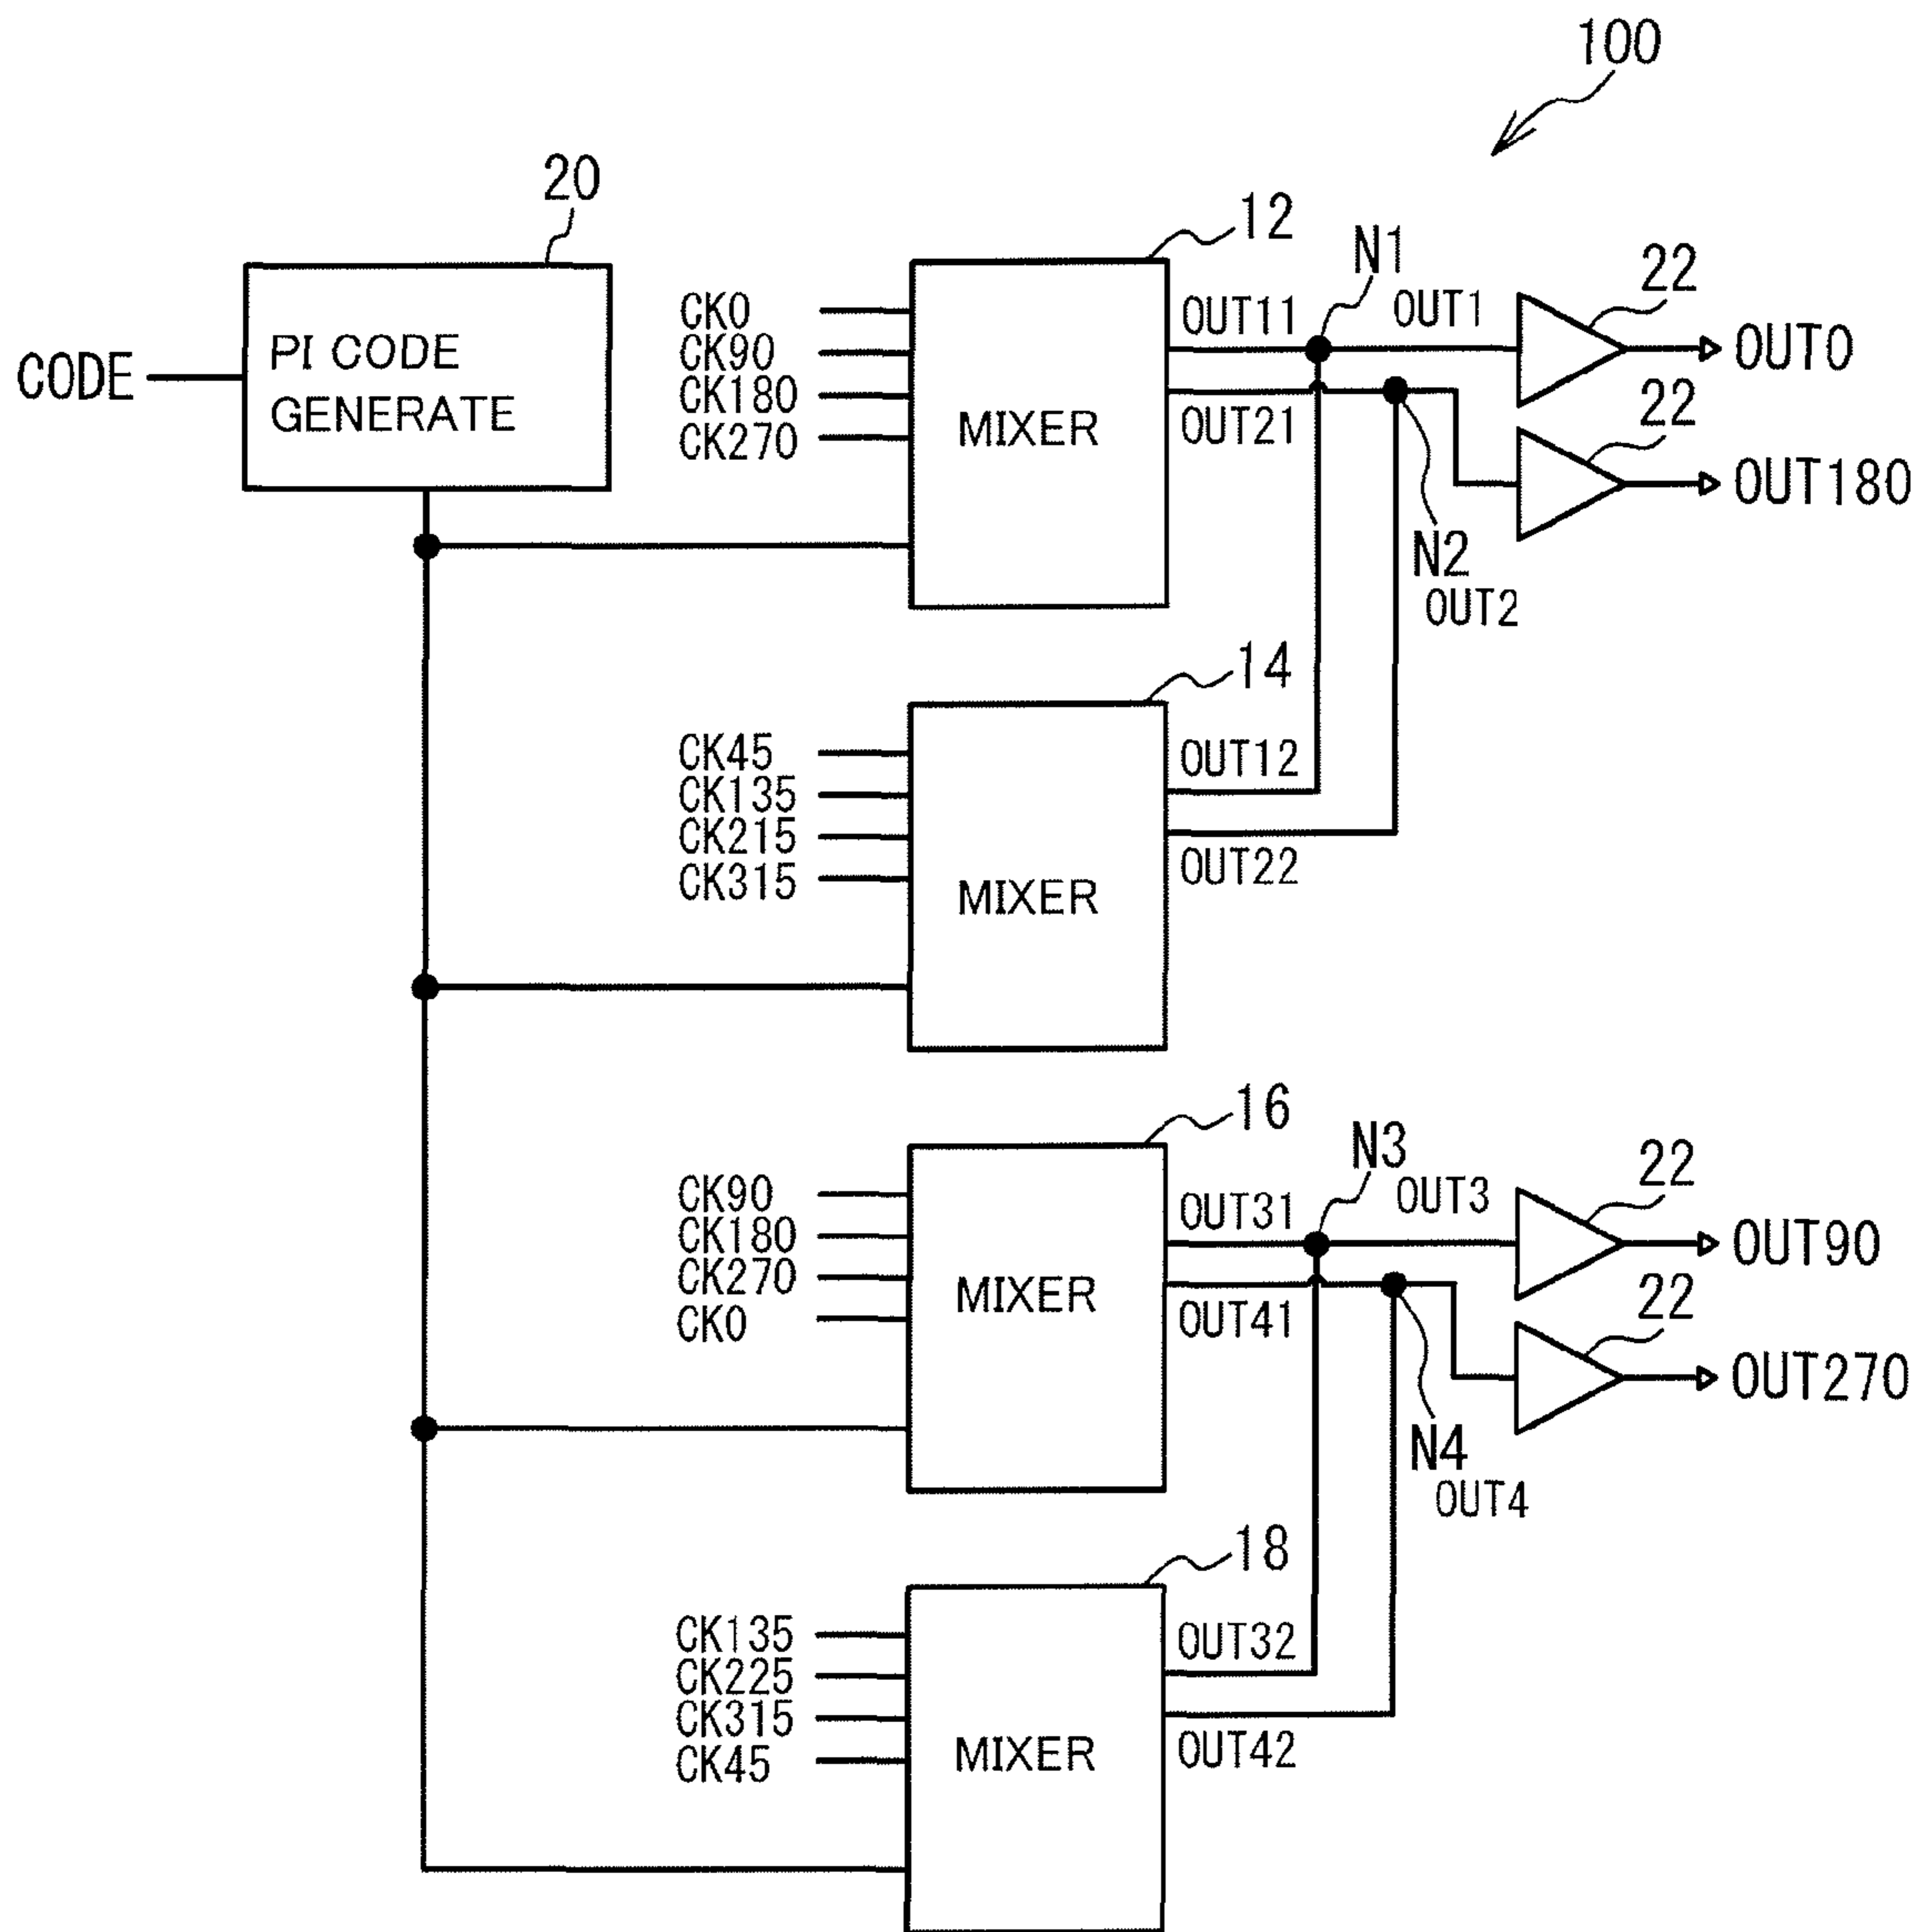 100
20
PI CODE
GENERATE
CODE
12
CK0
CK90
CK180
CK270
MIXER
OUT11
OUT21
N1
OUT1
22
OUT0
22
OUT180
N2
OUT2
14
CK45
CK135
CK215
CK315
MIXER
OUT12
OUT22
16
CK90
CK180
CK270
CK0
MIXER
OUT31
OUT41
N3
OUT3
22
OUT90
22
OUT270
N4
OUT4
18
CK135
CK225
CK315
CK45
MIXER
OUT32
OUT42